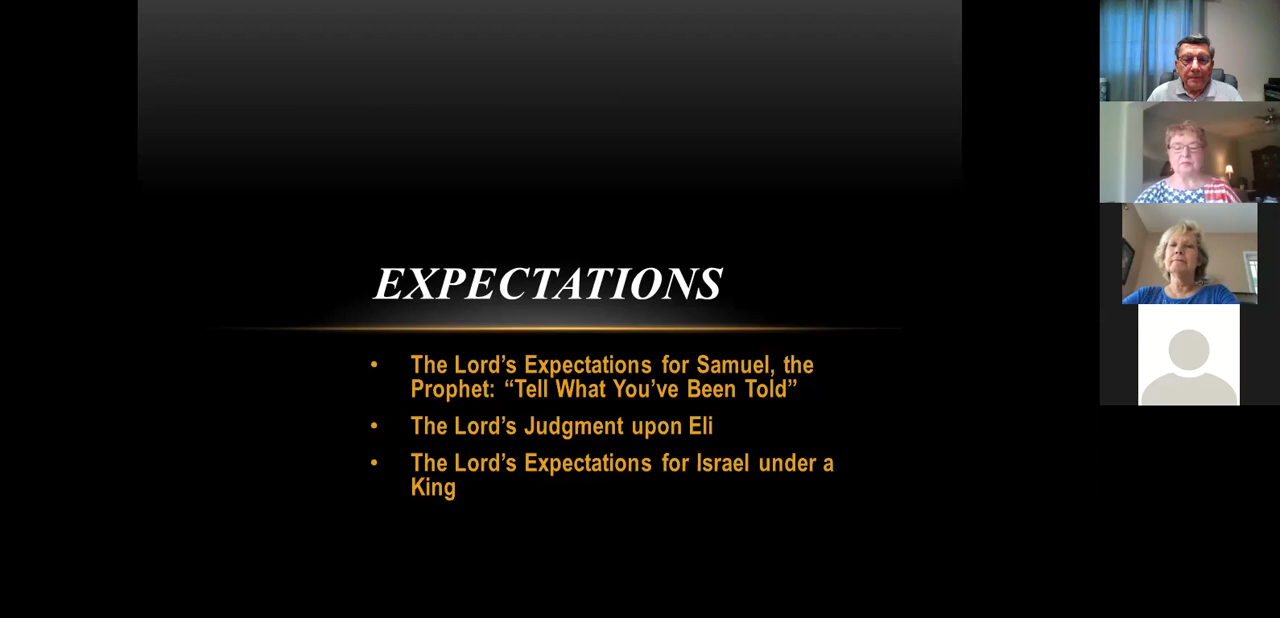 EXPECTATIONS
• The Lord’s Expectations for Samuel, the
Prophet: “Tell What You’ve Been Told”
• The Lord’s Judgment upon Eli
• The Lord’s Expectations for Israel under a
King